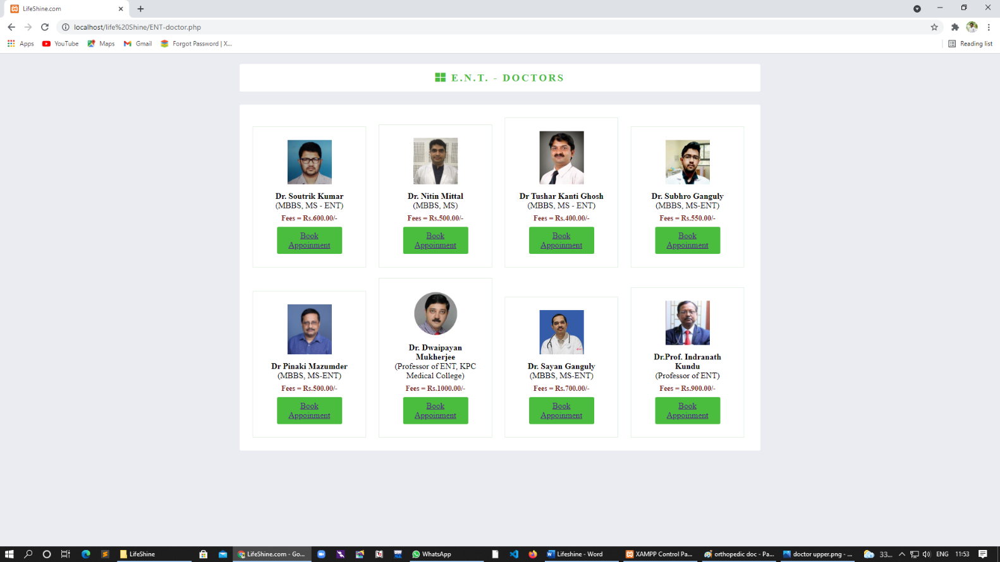 LifeShine.com
localhost/life%20Shine/ENT-doctor.php
Apps
YouTube
Maps
Gmail
Forgot Password | X...
Reading list
E.N.T. - DOCTORS
Dr. Soutrik Kumar
(MBBS, MS - ENT)
Fees = Rs.600.00/-
Book
Appoinment
Dr. Nitin Mittal
(MBBS, MS)
Fees = Rs.500.00/-
Book
Appoinment
Dr Tushar Kanti Ghosh
(MBBS, MS - ENT)
Fees = Rs.400.00/-
Book
Appoinment
Dr. Subhro Ganguly
(MBBS, MS-ENT)
Fees = Rs.550.00/-
Book
Appoinment
Dr Pinaki Mazumder
(MBBS, MS-ENT)
Fees = Rs.500.00/-
Book
Appoinment
Dr. Dwaipayan
Mukherjee
(Professor of ENT, KPC
Medical College)
Fees = Rs.1000.00/-
Book
Appoinment
Dr. Sayan Ganguly
(MBBS, MS-ENT)
Fees = Rs.700.00/-
Book
Appoinment
Dr.Prof. Indranath
Kundu
(Professor of ENT)
Fees = Rs.900.00/-
Book
Appoinment
LifeShine
LifeShine.com - Go...
WhatsApp
Lifeshine - Word
XAMPP Control Pa...
orthopedic doc - Pa...
doctor upper.png - ...
33...
ENG
11:53